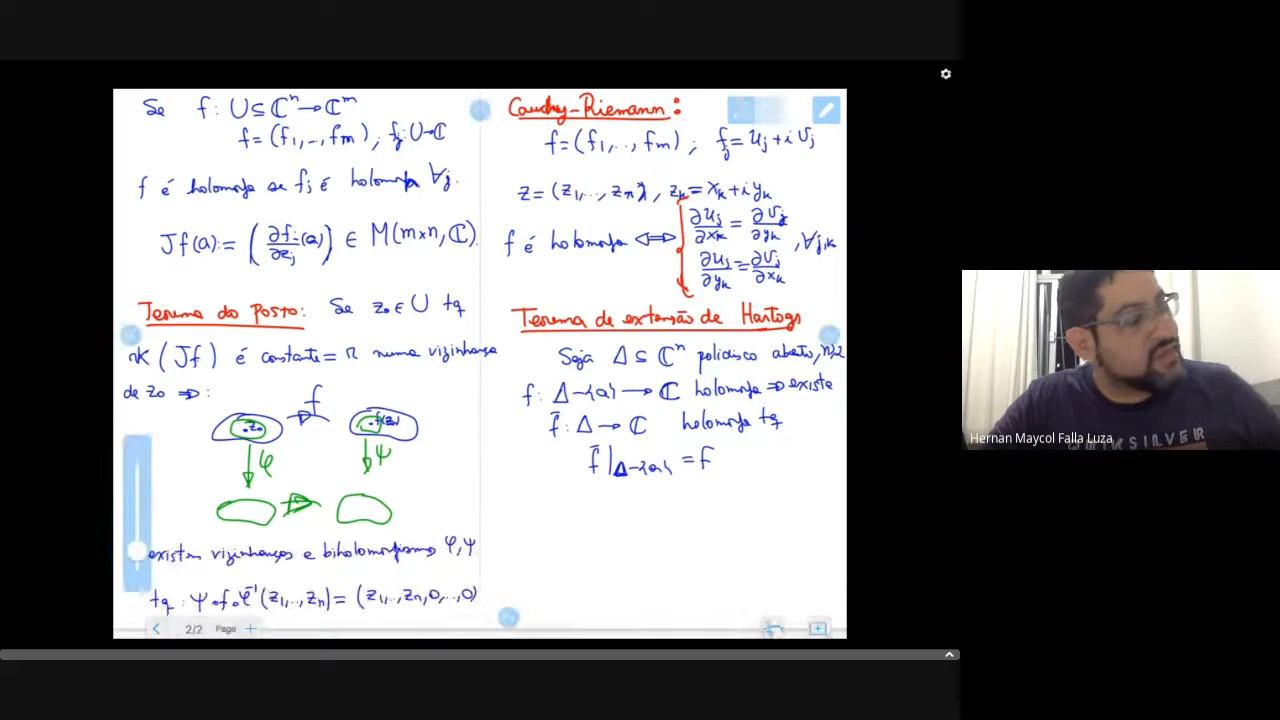 Se f: U ⊆ ℂⁿ → ℂᵐ
f = (f₁, .., fm) ; fⱼ: U→ℂ
f é holomorfa se fⱼ é holomorfa ∀j.
Jf(a) := (∂fᵢ/∂zⱼ (a)) ∈ M(m×n, ℂ).
Teorema do Posto: Se z₀ ∈ U tq
rk (Jf) é constante = r numa vizinhança
de z₀ ⇒ :
f
z₀ f(z₀)
φ ψ
existem vizinhanças e biholomorfismos φ, ψ
tq : ψ∘f∘φ⁻¹(z₁, .., zₙ) = (z₁, .., zₙ, 0, .., 0)
Cauchy-Riemann :
f = (f₁, .., fm) ; fⱼ = uⱼ + i vⱼ
z = (z₁, .., zₙ), zₖ = xₖ + i yₖ
f é holomorfa ⇔ { ∂uⱼ/∂xₖ = ∂vⱼ/∂yₖ
∂uⱼ/∂yₖ = ∂vⱼ/∂xₖ , ∀j,k
Teorema de extensão de Hartogs
Seja Δ ⊆ ℂⁿ polidisco aberto, n≥2
f: Δ-{a} → ℂ holomorfa ⇒ existe
f̄: Δ → ℂ holomorfa tq
f̄|Δ-{a} = f
2/2 Page
Hernan Maycol Falla Luza